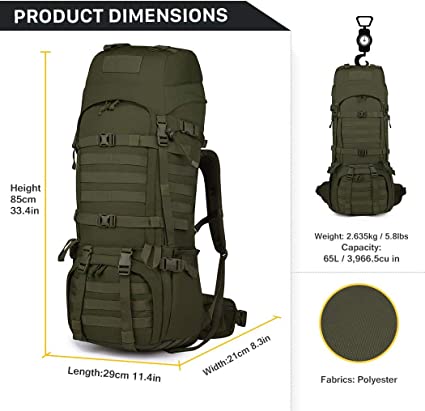 PRODUCT DIMENSIONS
Height
85cm
33.4in
Length:29cm 11.4in
Width:21cm 8.3in
Weight: 2.635kg / 5.8lbs
Capacity:
65L / 3,966.5cu in
Fabrics: Polyester